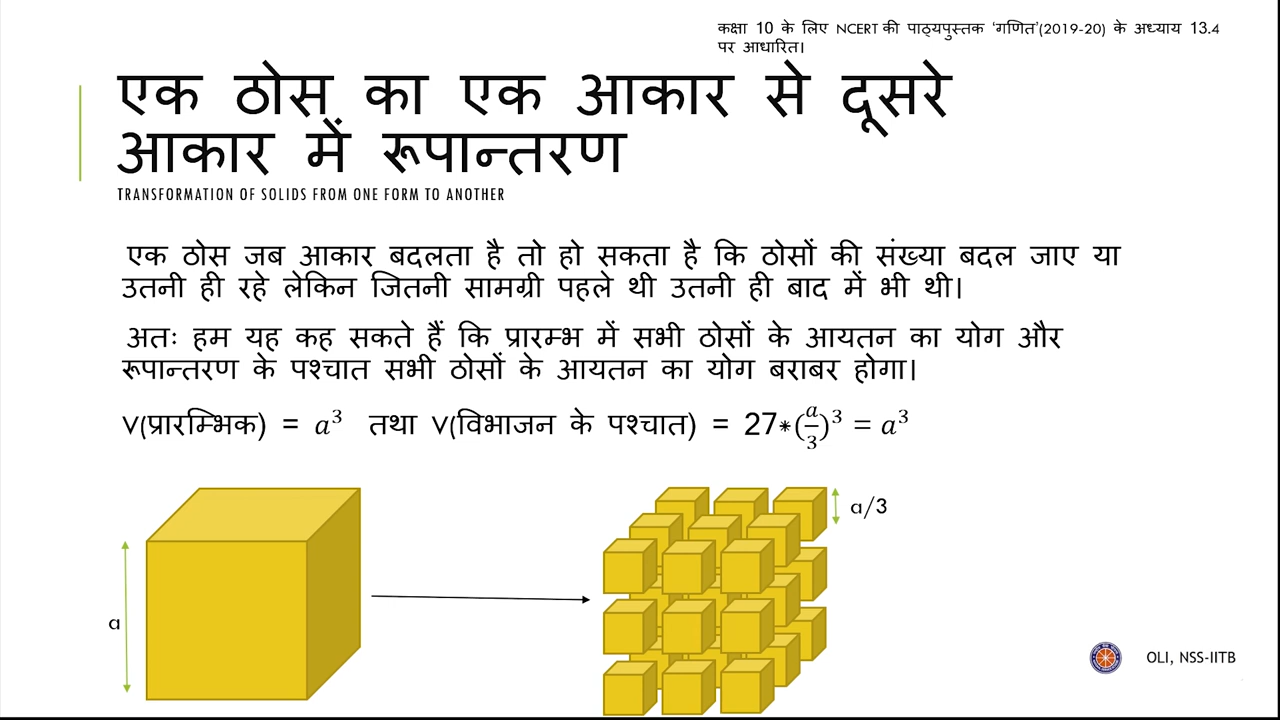 कक्षा 10 के लिए NCERT की पाठ्यपुस्तक ‘गणित’(2019-20) के अध्याय 13.4
पर आधारित।
एक ठोस का एक आकार से दूसरे
आकार में रूपान्तरण
TRANSFORMATION OF SOLIDS FROM ONE FORM TO ANOTHER
एक ठोस जब आकार बदलता है तो हो सकता है कि ठोसों की संख्या बदल जाए या
उतनी ही रहे लेकिन जितनी सामग्री पहले थी उतनी ही बाद में भी थी।
अतः हम यह कह सकते हैं कि प्रारम्भ में सभी ठोसों के आयतन का योग और
रूपान्तरण के पश्चात सभी ठोसों के आयतन का योग बराबर होगा।
V(प्रारम्भिक) = a³ तथा V(विभाजन के पश्चात) = 27*(a/3)³ = a³
a/3
a
OLI, NSS-IITB